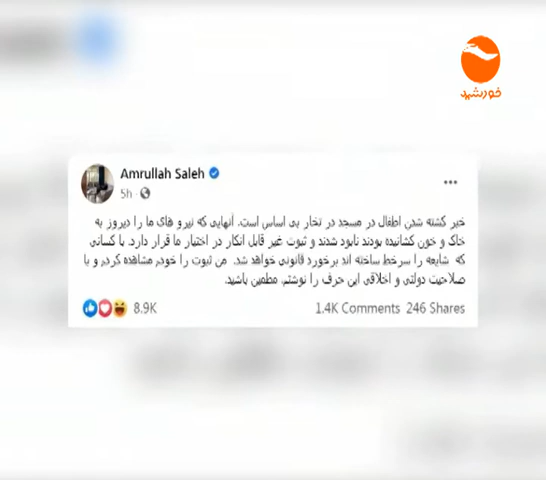 خورشید
Amrullah Saleh
5h
خبر کشته شدن اطفال در مسجد در تخار بی اساس است. آنهایی که نیرو های ما را دیروز به
خاک و خون کشانیده بودند نابود شدند و ثبوت غیر قابل انکار در اختیار ما قرار دارد. با کسانی
که شایعه را سرخط ساخته اند برخورد قانونی خواهد شد. من ثبوت را خودم مشاهده کردم و با
صلاحیت دولتی و اخلاقی این حرف را نوشتم. مطمین باشید.
8.9K 1.4K Comments 246 Shares